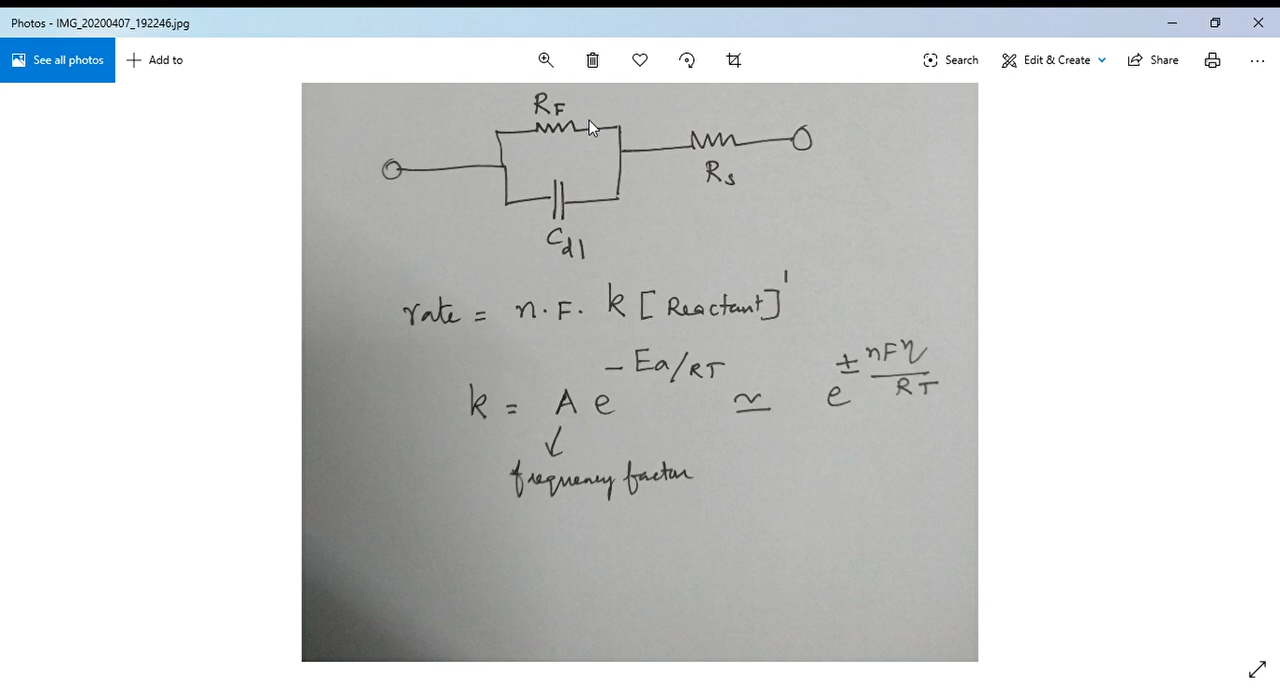 Photos - IMG_20200407_192246.jpg
See all photos
Add to
Search
Edit & Create
Share
RF
Rs
Cdl
rate = n.F. k [Reactant]¹
k = A e^(-Ea/RT) ≃ e^(± nFη/RT)
frequency factor